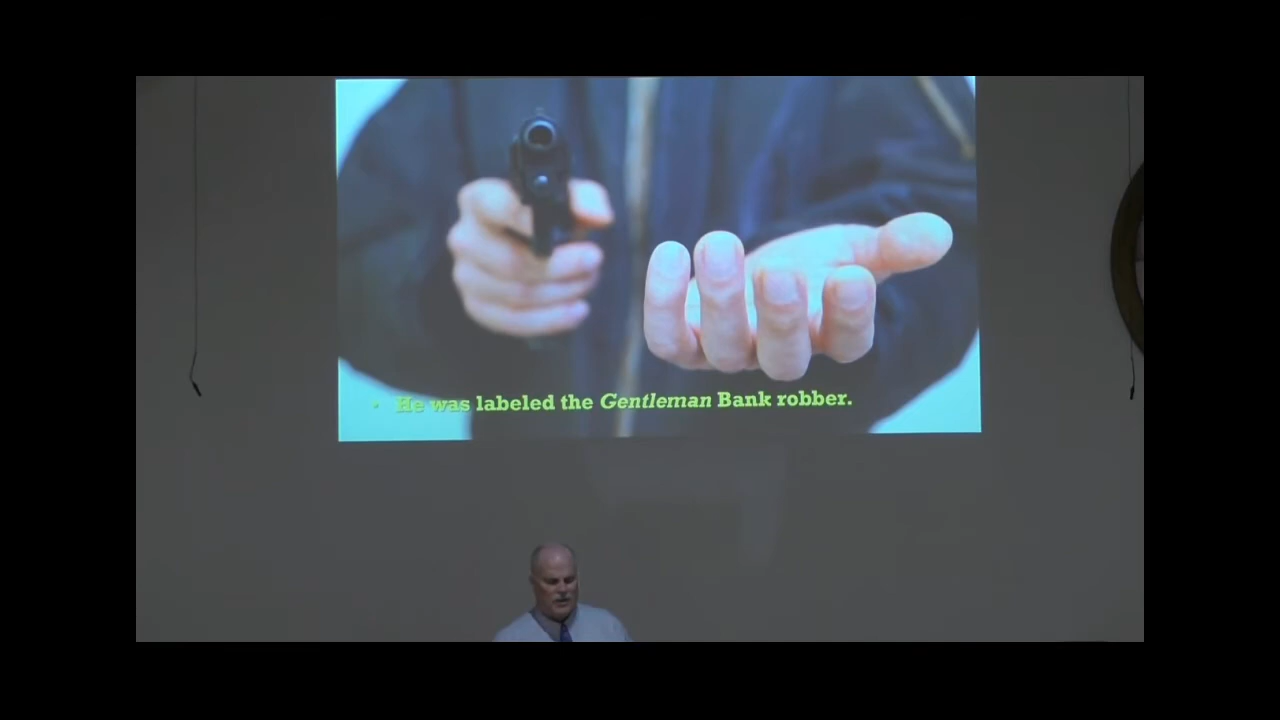 • He was labeled the Gentleman Bank robber.